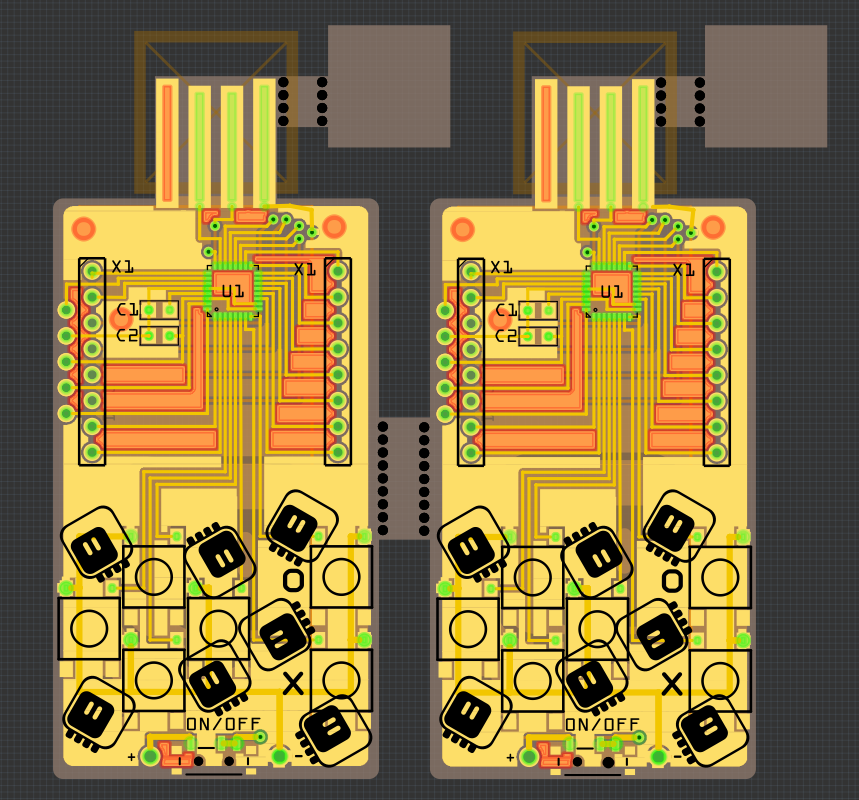 X1 X1
U1
C1
C2
O
X
ON/OFF
+ -
X1 X1
U1
C1
C2
O
X
ON/OFF
+ -